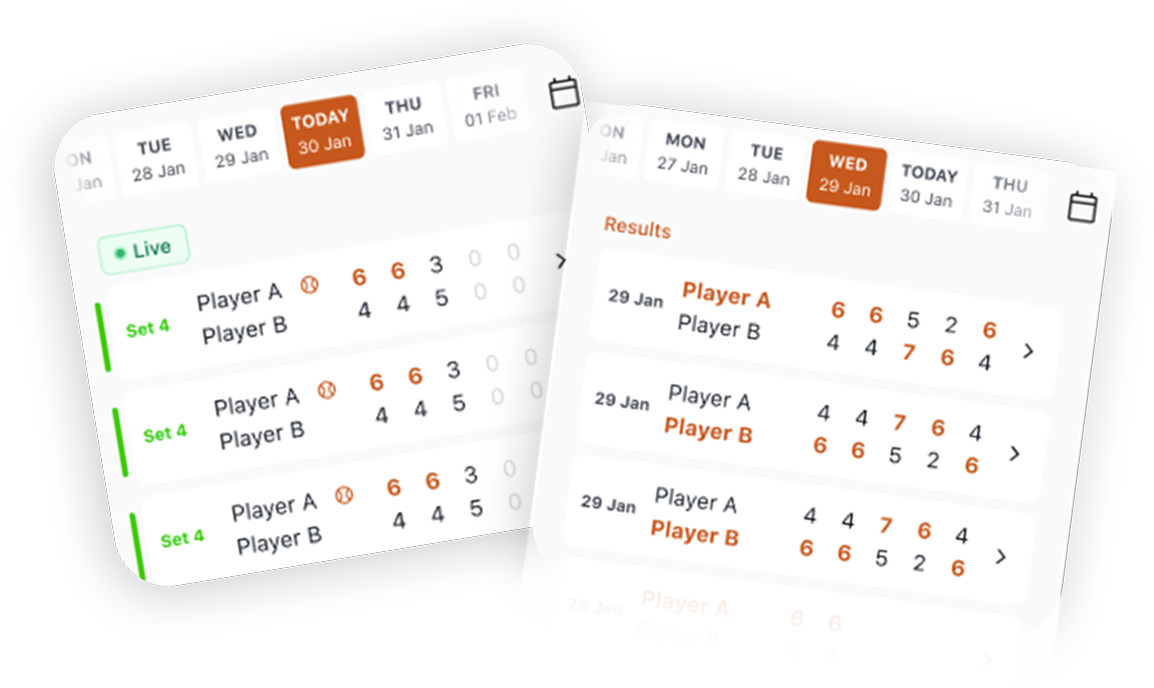 ON TUE WED TODAY THU FRI
Jan 28 Jan 29 Jan 30 Jan 31 Jan 01 Feb
Live
Player A 6 6 3 0 0
Set 4
Player B 4 4 5 0 0
Player A 6 6 3 0 0
Set 4
Player B 4 4 5 0 0
Player A 6 6 3 0
Set 4
Player B 4 4 5 0
ON MON TUE WED TODAY THU
Jan 27 Jan 28 Jan 29 Jan 30 Jan 31 Jan
Results
Player A 6 6 5 2 6
29 Jan
Player B 4 4 7 6 4
Player A 4 4 7 6 4
29 Jan
Player B 6 6 5 2 6
Player A 4 4 7 6 4
29 Jan
Player B 6 6 5 2 6
Player A 6 6
29 Jan
Player B 4 4